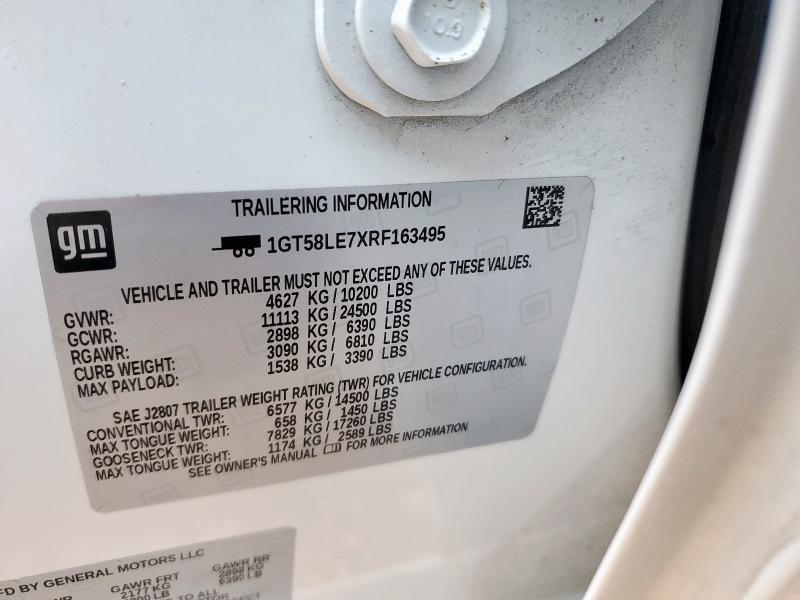 10.9
gm
TRAILERING INFORMATION
1GT58LE7XRF163495
VEHICLE AND TRAILER MUST NOT EXCEED ANY OF THESE VALUES.
GVWR: 4627 KG / 10200 LBS
GCWR: 11113 KG / 24500 LBS
RGAWR: 2898 KG / 6390 LBS
CURB WEIGHT: 3090 KG / 6810 LBS
MAX PAYLOAD: 1538 KG / 3390 LBS
SAE J2807 TRAILER WEIGHT RATING (TWR) FOR VEHICLE CONFIGURATION.
CONVENTIONAL TWR: 6577 KG / 14500 LBS
MAX TONGUE WEIGHT: 658 KG / 1450 LBS
GOOSENECK TWR: 7829 KG / 17260 LBS
MAX TONGUE WEIGHT: 1174 KG / 2589 LBS
SEE OWNER'S MANUAL FOR MORE INFORMATION
BY GENERAL MOTORS LLC
GAWR FRT GAWR RR
2177 KG 2898 KG
6390 LB